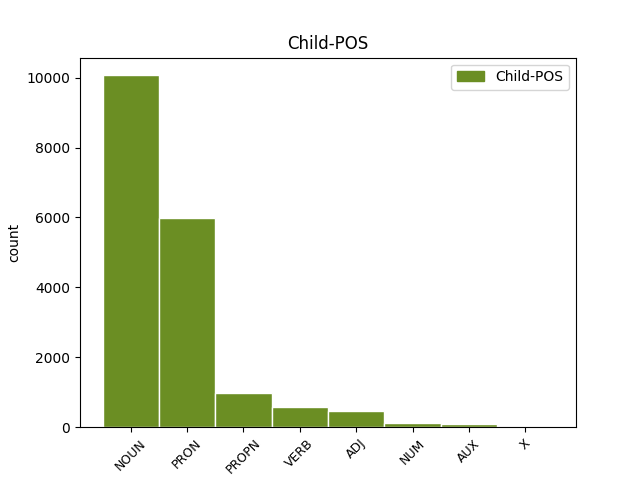 Child-POS
Child-POS
count
10000
8000
6000
4000
2000
0
NOUN
PRON
PROPN
VERB
ADJ
NUM
AUX
X